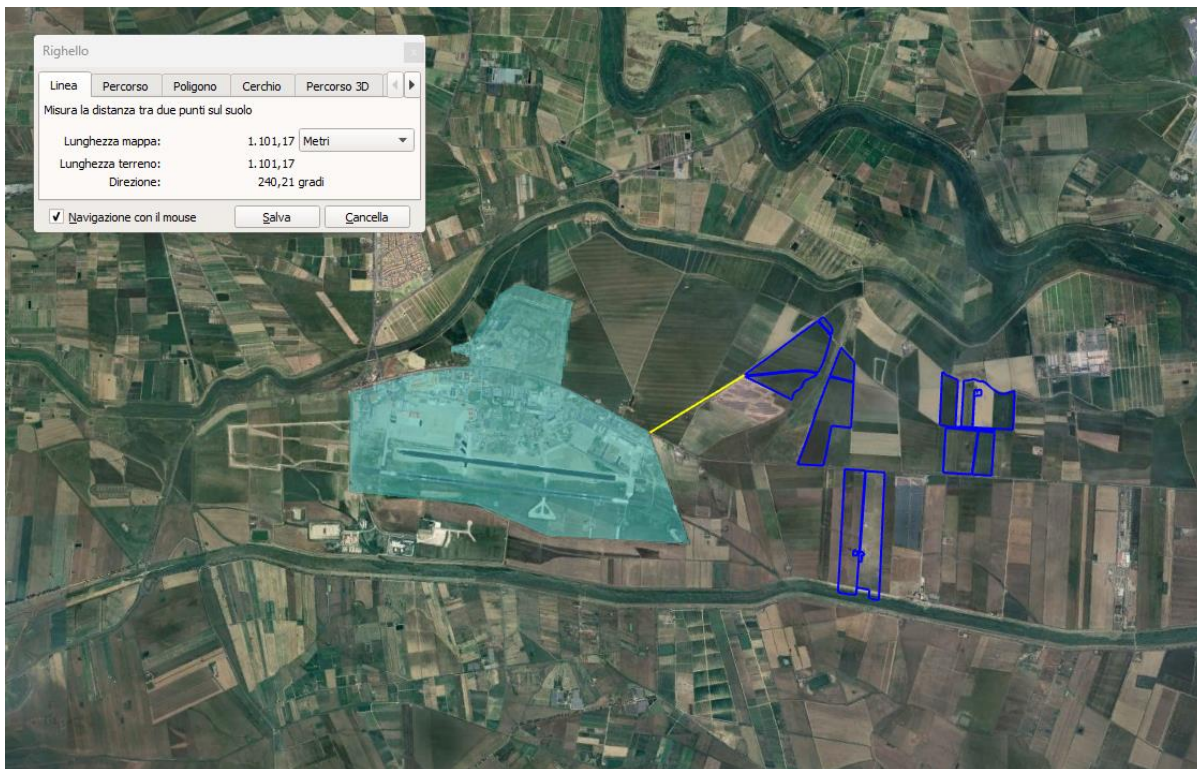 Righello
x
Linea Percorso Poligono Cerchio Percorso 3D
Misura la distanza tra due punti sul suolo
Lunghezza mappa: 1.101,17 Metri
Lunghezza terreno: 1.101,17
Direzione: 240,21 gradi
Navigazione con il mouse Salva Cancella